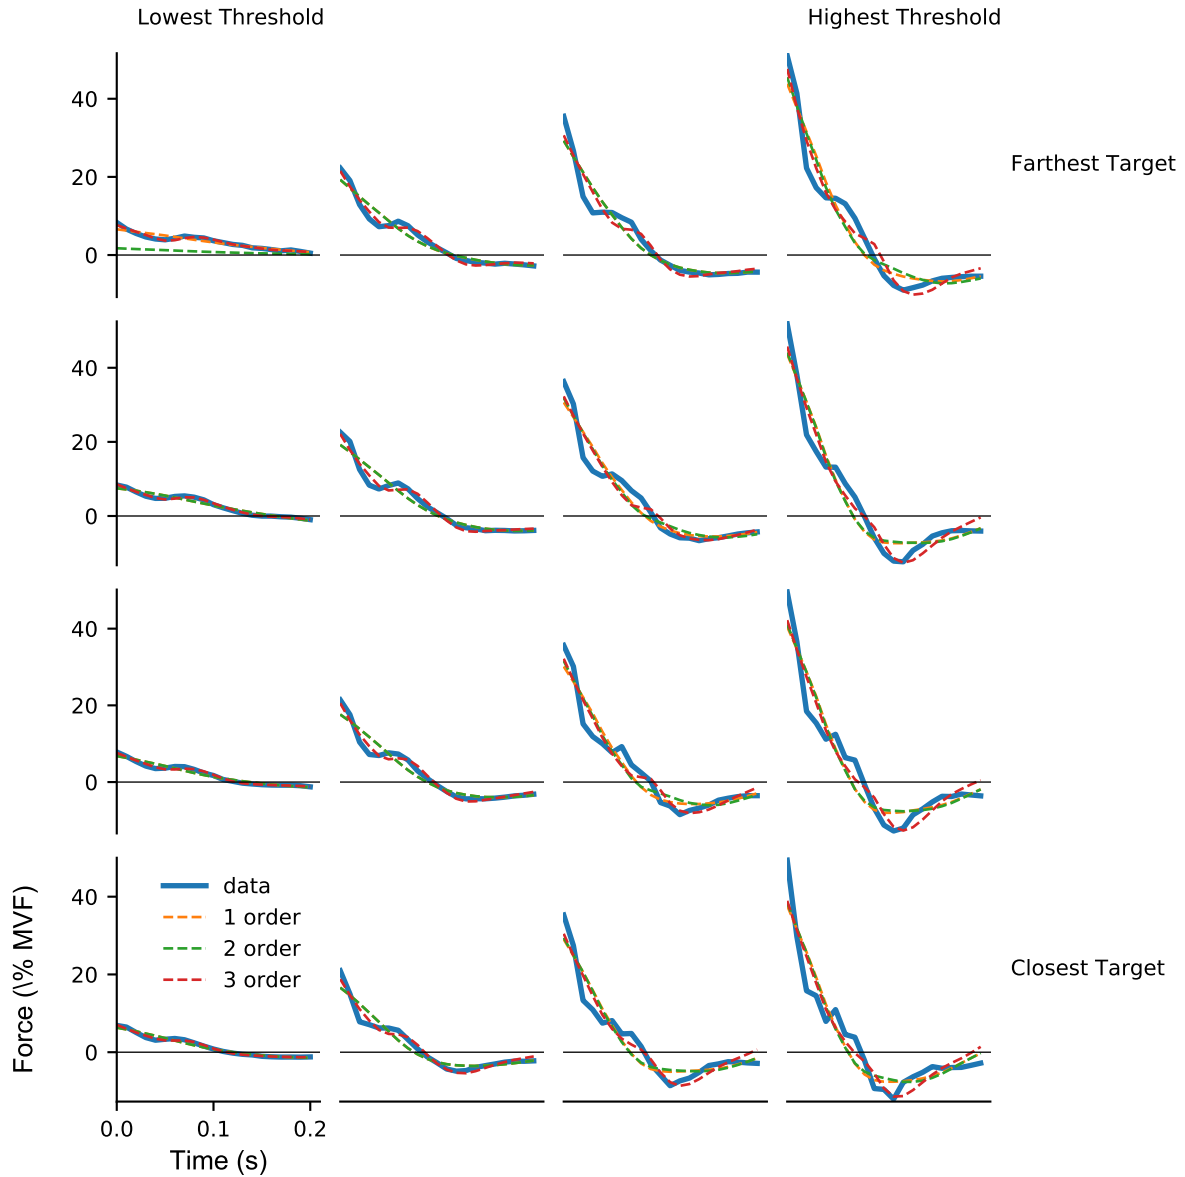 Lowest Threshold
Highest Threshold
40
20
0
Farthest Target
40
20
0
40
20
0
Force (\% MVF)
40
20
0
data
1 order
2 order
3 order
Closest Target
0.0
0.1
0.2
Time (s)